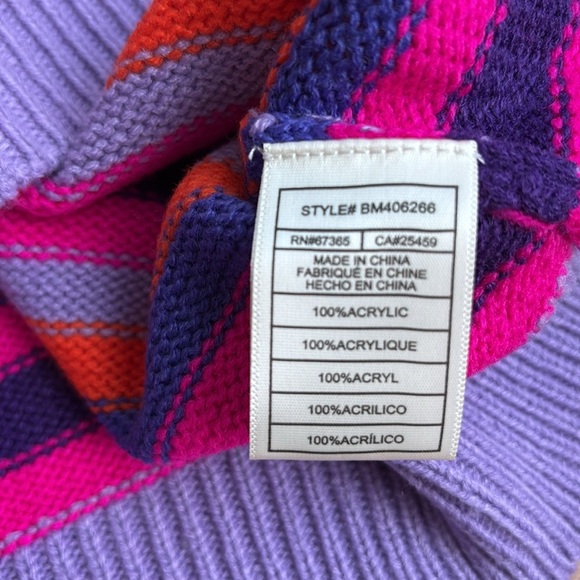 STYLE# BM406266
RN#67365 CA#25459
MADE IN CHINA
FABRIQUÉ EN CHINE
HECHO EN CHINA
100%ACRYLIC
100%ACRYLIQUE
100%ACRYL
100%ACRILICO
100%ACRÍLICO